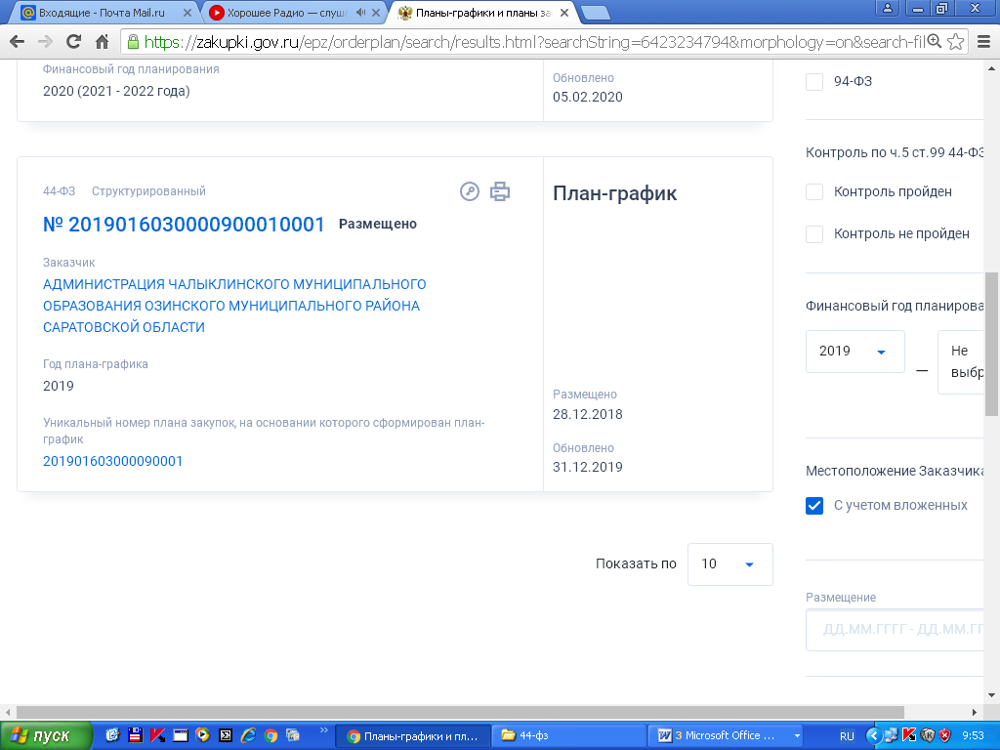 Входящие - Почта Mail.ru
Хорошее Радио — слуш
Планы-графики и планы за
https://zakupki.gov.ru/epz/orderplan/search/results.html?searchString=6423234794&morphology=on&search-fil
Финансовый год планирования
2020 (2021 - 2022 года)
Обновлено
05.02.2020
94-ФЗ
Контроль по ч.5 ст.99 44-ФЗ
Контроль пройден
Контроль не пройден
44-ФЗ Структурированный
№ 2019016030000900010001 Размещено
План-график
Заказчик
АДМИНИСТРАЦИЯ ЧАЛЫКЛИНСКОГО МУНИЦИПАЛЬНОГО
ОБРАЗОВАНИЯ ОЗИНСКОГО МУНИЦИПАЛЬНОГО РАЙОНА
САРАТОВСКОЙ ОБЛАСТИ
Год плана-графика
2019
Уникальный номер плана закупок, на основании которого сформирован план-
график
201901603000090001
Размещено
28.12.2018
Обновлено
31.12.2019
Финансовый год планирова
2019
—
Не
выбр
Местоположение Заказчика
С учетом вложенных
Показать по 10
Размещение
ДД.ММ.ГГГГ - ДД.ММ.ГГ
пуск
Планы-графики и пл...
44-фз
3 Microsoft Office ...
RU
9:53